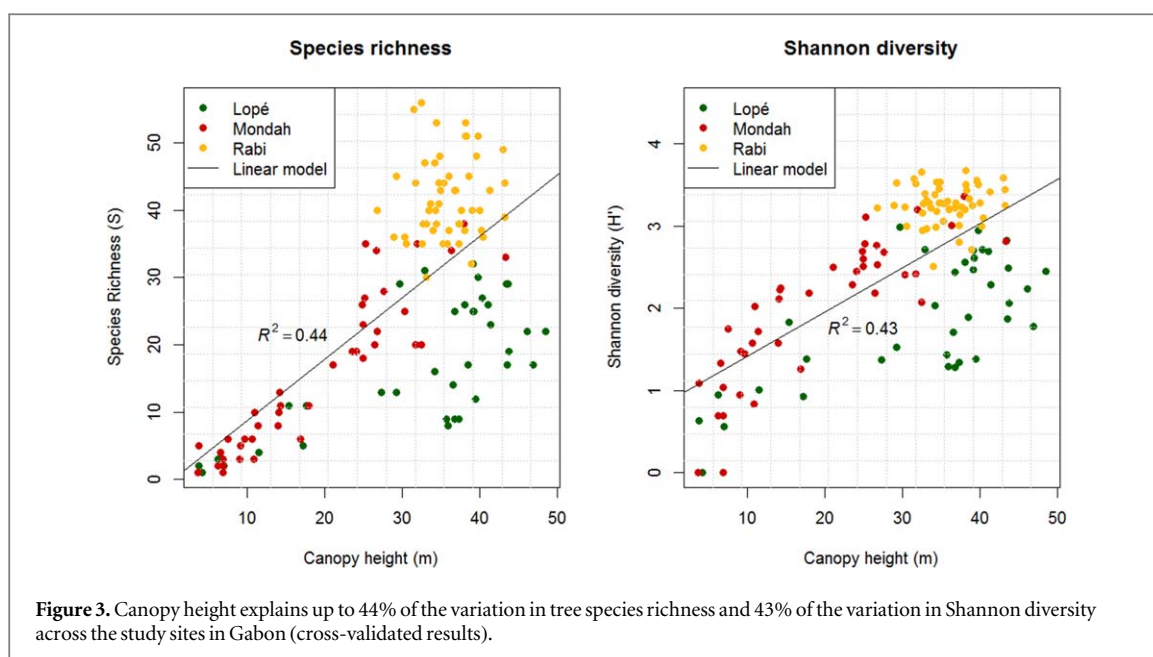 Species richness
Lopé
Mondah
Rabi
Linear model
R² = 0.44
Species Richness (S)
0
10
20
30
40
50
10
20
30
40
50
Canopy height (m)
Shannon diversity
Lopé
Mondah
Rabi
Linear model
R² = 0.43
Shannon diversity (H')
0
1
2
3
4
10
20
30
40
50
Canopy height (m)
Figure 3. Canopy height explains up to 44% of the variation in tree species richness and 43% of the variation in Shannon diversity
across the study sites in Gabon (cross-validated results).